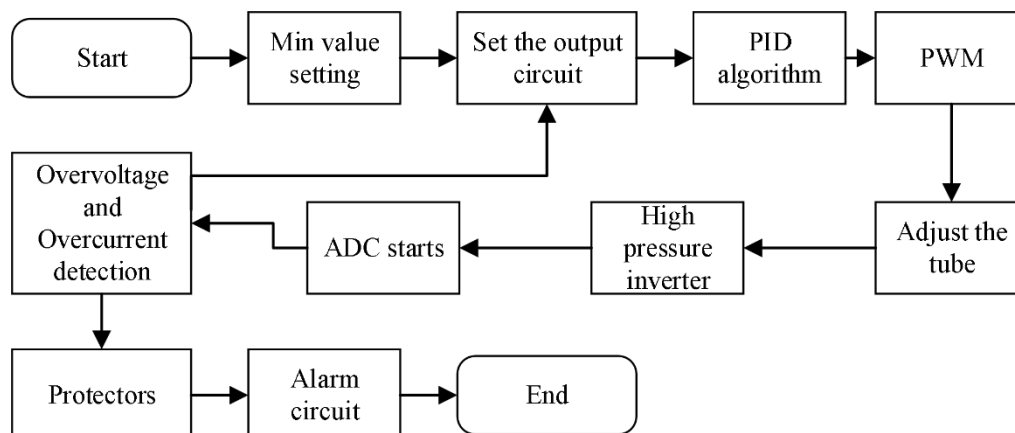 Start
Min value
setting
Set the output
circuit
PID
algorithm
PWM
Overvoltage
and
Overcurrent
detection
ADC starts
High
pressure
inverter
Adjust the
tube
Protectors
Alarm
circuit
End